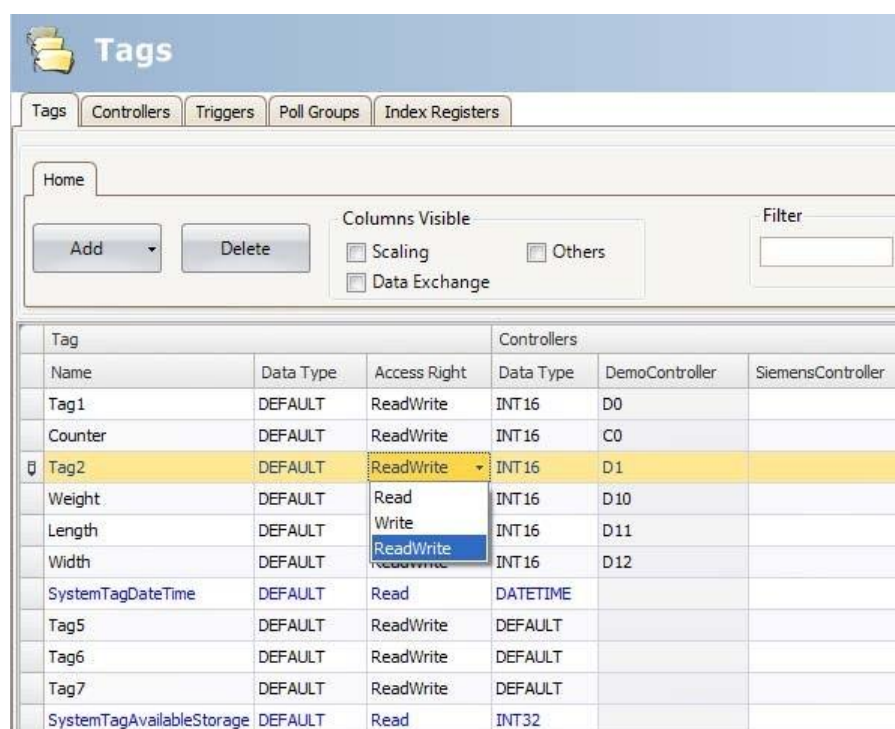 Tags
Tags Controllers Triggers Poll Groups Index Registers
Home
Add Delete
Columns Visible
Scaling Others
Data Exchange
Filter
Tag Controllers
Name Data Type Access Right Data Type DemoController SiemensController
Tag1 DEFAULT ReadWrite INT16 D0
Counter DEFAULT ReadWrite INT16 C0
Tag2 DEFAULT ReadWrite INT16 D1
Weight DEFAULT Read INT16 D10
Length DEFAULT Write INT16 D11
ReadWrite
Width DEFAULT INT16 D12
SystemTagDateTime DEFAULT Read DATETIME
Tag5 DEFAULT ReadWrite DEFAULT
Tag6 DEFAULT ReadWrite DEFAULT
Tag7 DEFAULT ReadWrite DEFAULT
SystemTagAvailableStorage DEFAULT Read INT32